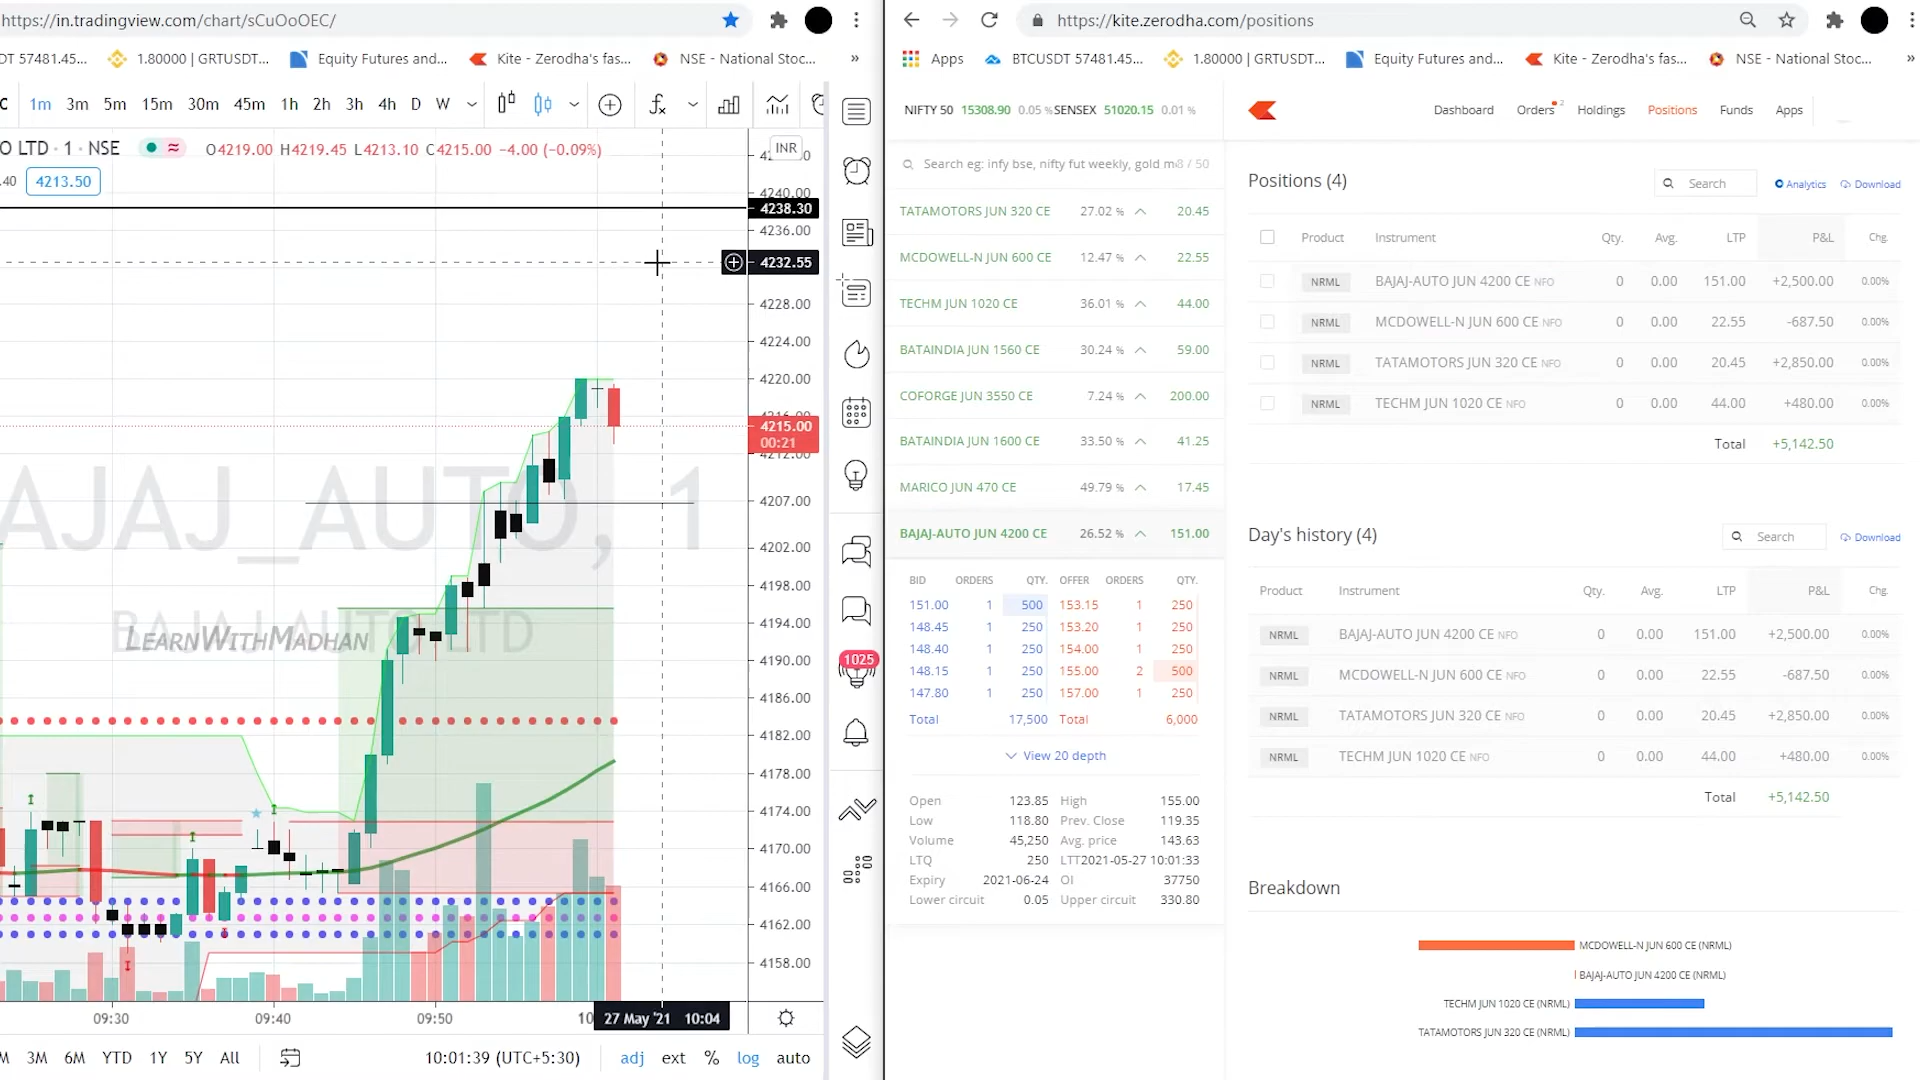 https://in.tradingview.com/chart/sCuOoOEC/
DT 57481.45...
1.80000 | GRTUSDT...
Equity Futures and...
Kite - Zerodha's fas...
NSE - National Stoc...
»
1m 3m 5m 15m 30m 45m 1h 2h 3h 4h D W
O LTD · 1 · NSE
O4219.00 H4219.45 L4213.10 C4215.00 −4.00 (−0.09%)
INR
.40
4213.50
4240.00
4238.30
4236.00
4232.55
4228.00
4224.00
4220.00
4216.00
4215.00
00:21
4212.00
4207.00
4202.00
4198.00
4194.00
4190.00
4186.00
4182.00
4178.00
4174.00
4170.00
4166.00
4162.00
4158.00
AJAJ_AUTO, 1
BAJAJ AUTO LTD
LearnWithMadhan
1025
09:30
09:40
09:50
10
27 May '21 10:04
M 3M 6M YTD 1Y 5Y All
10:01:39 (UTC+5:30)
adj ext % log auto
https://kite.zerodha.com/positions
Apps
BTCUSDT 57481.45...
1.80000 | GRTUSDT...
Equity Futures and...
Kite - Zerodha's fas...
NSE - National Stoc...
»
NIFTY 50 15308.90 0.05 % SENSEX 51020.15 0.01 %
Dashboard Orders 2 Holdings Positions Funds Apps
Search eg: infy bse, nifty fut weekly, gold m 8 / 50
TATAMOTORS JUN 320 CE 27.02 % 20.45
MCDOWELL-N JUN 600 CE 12.47 % 22.55
TECHM JUN 1020 CE 36.01 % 44.00
BATAINDIA JUN 1560 CE 30.24 % 59.00
COFORGE JUN 3550 CE 7.24 % 200.00
BATAINDIA JUN 1600 CE 33.50 % 41.25
MARICO JUN 470 CE 49.79 % 17.45
BAJAJ-AUTO JUN 4200 CE 26.52 % 151.00
BID ORDERS QTY. OFFER ORDERS QTY.
151.00 1 500 153.15 1 250
148.45 1 250 153.20 1 250
148.40 1 250 154.00 1 250
148.15 1 250 155.00 2 500
147.80 1 250 157.00 1 250
Total 17,500 Total 6,000
View 20 depth
Open 123.85 High 155.00
Low 118.80 Prev. Close 119.35
Volume 45,250 Avg. price 143.63
LTQ 250 LTT 2021-05-27 10:01:33
Expiry 2021-06-24 OI 37750
Lower circuit 0.05 Upper circuit 330.80
Positions (4)
Search
Analytics
Download
Product Instrument Qty. Avg. LTP P&L Chg.
NRML BAJAJ-AUTO JUN 4200 CE NFO 0 0.00 151.00 +2,500.00 0.00%
NRML MCDOWELL-N JUN 600 CE NFO 0 0.00 22.55 -687.50 0.00%
NRML TATAMOTORS JUN 320 CE NFO 0 0.00 20.45 +2,850.00 0.00%
NRML TECHM JUN 1020 CE NFO 0 0.00 44.00 +480.00 0.00%
Total +5,142.50
Day's history (4)
Search
Download
Product Instrument Qty. Avg. LTP P&L Chg.
NRML BAJAJ-AUTO JUN 4200 CE NFO 0 0.00 151.00 +2,500.00 0.00%
NRML MCDOWELL-N JUN 600 CE NFO 0 0.00 22.55 -687.50 0.00%
NRML TATAMOTORS JUN 320 CE NFO 0 0.00 20.45 +2,850.00 0.00%
NRML TECHM JUN 1020 CE NFO 0 0.00 44.00 +480.00 0.00%
Total +5,142.50
Breakdown
MCDOWELL-N JUN 600 CE (NRML)
BAJAJ-AUTO JUN 4200 CE (NRML)
TECHM JUN 1020 CE (NRML)
TATAMOTORS JUN 320 CE (NRML)